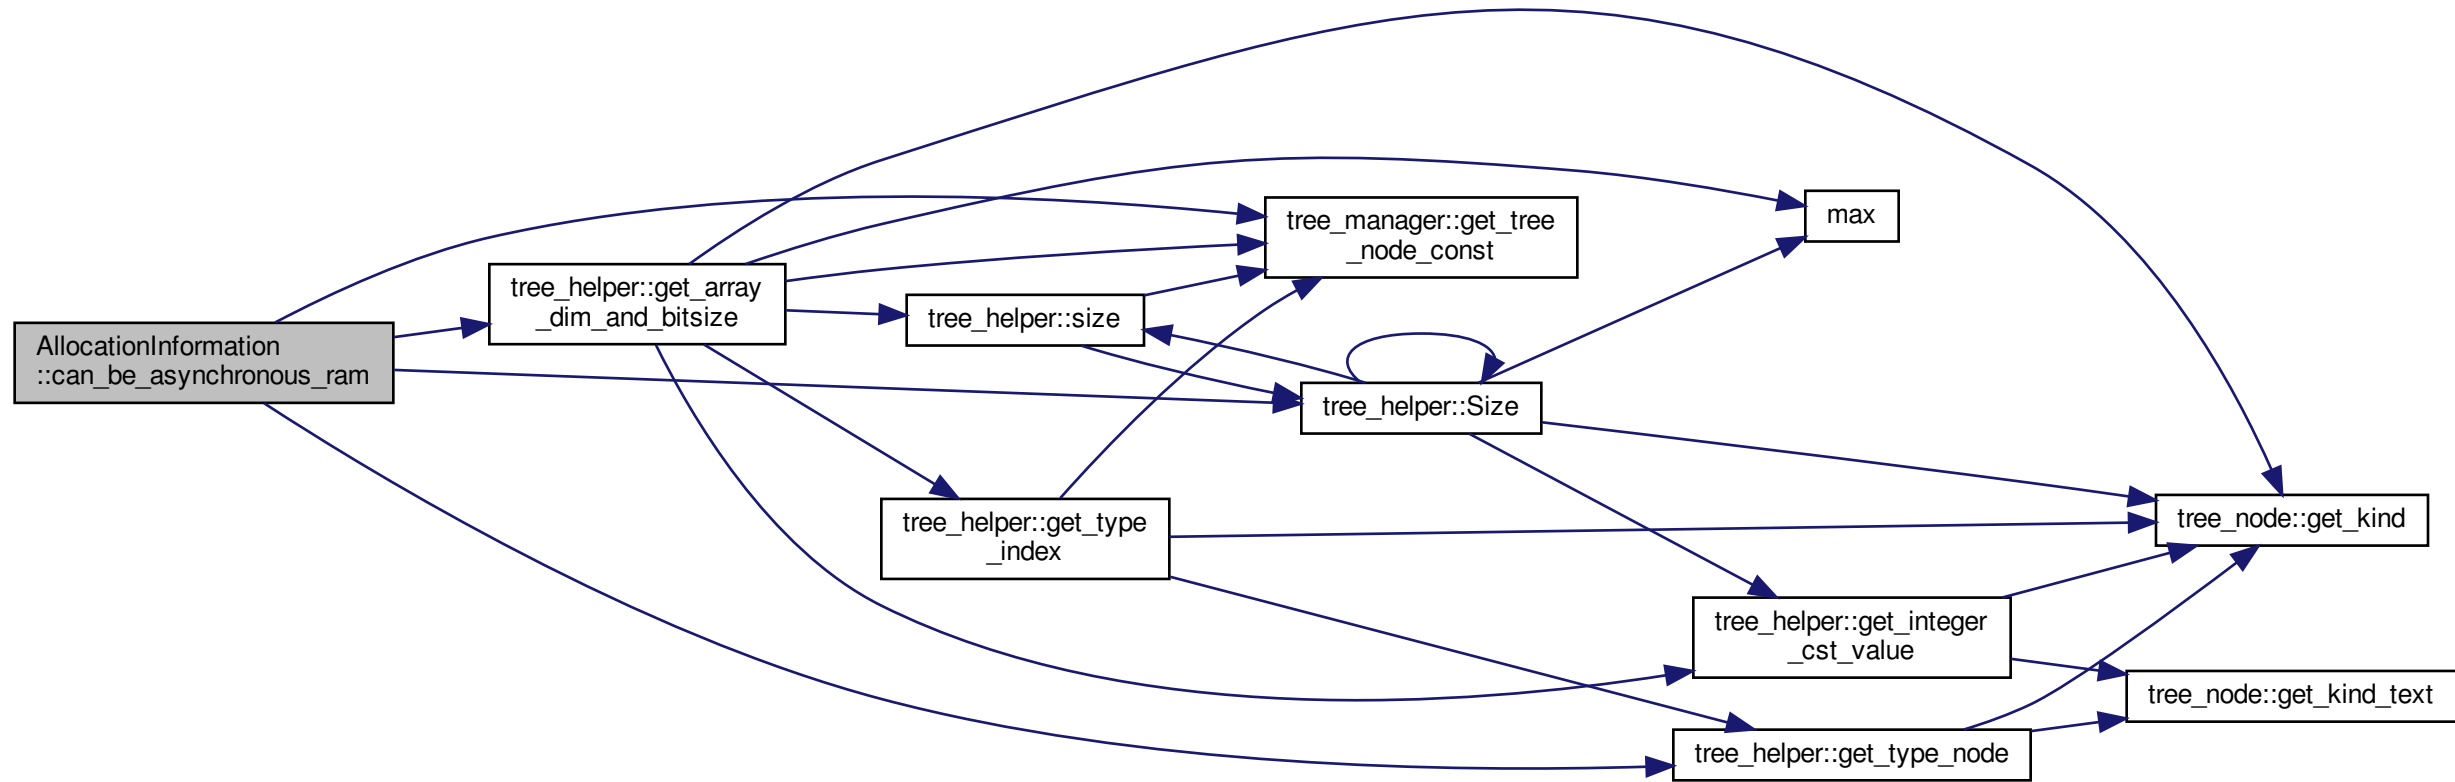 AllocationInformation
::can_be_asynchronous_ram
tree_helper::get_array
_dim_and_bitsize
tree_manager::get_tree
_node_const
tree_helper::size
tree_helper::Size
tree_helper::get_type
_index
max
tree_node::get_kind
tree_helper::get_integer
_cst_value
tree_node::get_kind_text
tree_helper::get_type_node